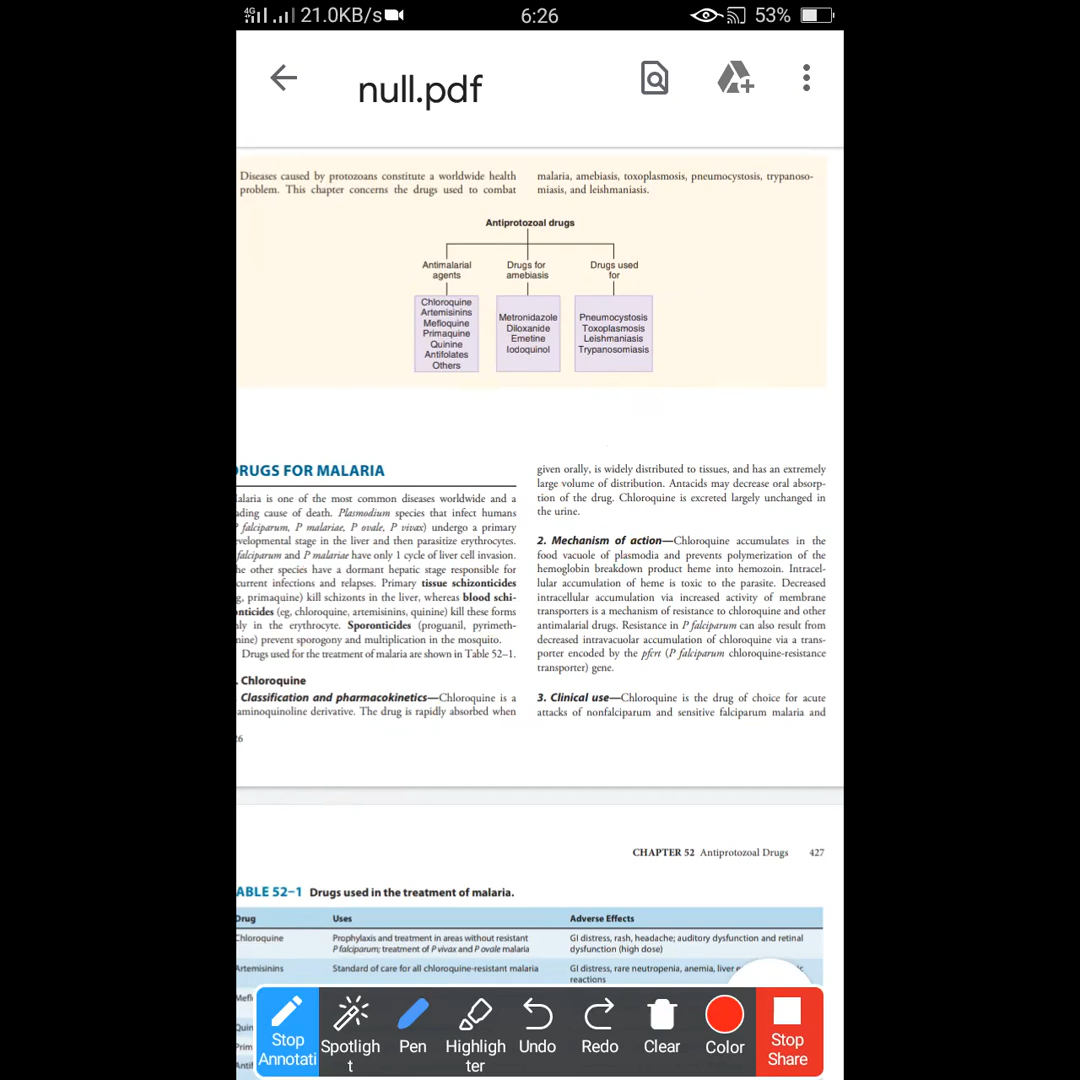 4G 21.0KB/s 6:26 53%
null.pdf
Diseases caused by protozoans constitute a worldwide health
problem. This chapter concerns the drugs used to combat
malaria, amebiasis, toxoplasmosis, pneumocystosis, trypanoso-
miasis, and leishmaniasis.
Antiprotozoal drugs
Antimalarial
agents
Drugs for
amebiasis
Drugs used
for
Chloroquine
Artemisinins
Mefloquine
Primaquine
Quinine
Antifolates
Others
Metronidazole
Diloxanide
Emetine
Iodoquinol
Pneumocystosis
Toxoplasmosis
Leishmaniasis
Trypanosomiasis
RUGS FOR MALARIA
alaria is one of the most common diseases worldwide and a
ading cause of death. Plasmodium species that infect humans
falciparum, P malariae, P ovale, P vivax) undergo a primary
velopmental stage in the liver and then parasitize erythrocytes.
falciparum and P malariae have only 1 cycle of liver cell invasion.
he other species have a dormant hepatic stage responsible for
current infections and relapses. Primary tissue schizonticides
g, primaquine) kill schizonts in the liver, whereas blood schi-
nticides (eg, chloroquine, artemisinins, quinine) kill these forms
ly in the erythrocyte. Sporonticides (proguanil, pyrimeth-
nine) prevent sporogony and multiplication in the mosquito.
Drugs used for the treatment of malaria are shown in Table 52–1.
. Chloroquine
Classification and pharmacokinetics—Chloroquine is a
aminoquinoline derivative. The drug is rapidly absorbed when
26
given orally, is widely distributed to tissues, and has an extremely
large volume of distribution. Antacids may decrease oral absorp-
tion of the drug. Chloroquine is excreted largely unchanged in
the urine.
2. Mechanism of action—Chloroquine accumulates in the
food vacuole of plasmodia and prevents polymerization of the
hemoglobin breakdown product heme into hemozoin. Intracel-
lular accumulation of heme is toxic to the parasite. Decreased
intracellular accumulation via increased activity of membrane
transporters is a mechanism of resistance to chloroquine and other
antimalarial drugs. Resistance in P falciparum can also result from
decreased intravacuolar accumulation of chloroquine via a trans-
porter encoded by the pfcrt (P falciparum chloroquine-resistance
transporter) gene.
3. Clinical use—Chloroquine is the drug of choice for acute
attacks of nonfalciparum and sensitive falciparum malaria and
CHAPTER 52 Antiprotozoal Drugs 427
ABLE 52–1 Drugs used in the treatment of malaria.
Drug Uses Adverse Effects
Chloroquine Prophylaxis and treatment in areas without resistant GI distress, rash, headache; auditory dysfunction and retinal
P falciparum; treatment of P vivax and P ovale malaria dysfunction (high dose)
Artemisinins Standard of care for all chloroquine-resistant malaria GI distress, rare neutropenia, anemia, liver
reactions
Mefl
Quin
Prim
Antif
Stop
Annotati
Spotligh
t
Pen
Highligh
ter
Undo
Redo
Clear
Color
Stop
Share